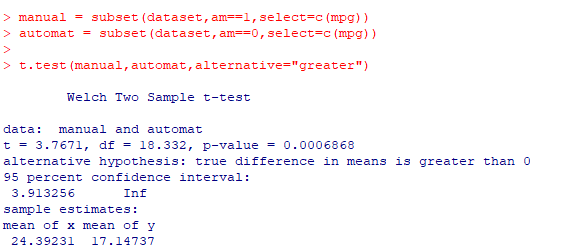 > manual = subset(dataset,am==1,select=c(mpg))
> automat = subset(dataset,am==0,select=c(mpg))
>
> t.test(manual,automat,alternative="greater")
Welch Two Sample t-test
data:  manual and automat
t = 3.7671, df = 18.332, p-value = 0.0006868
alternative hypothesis: true difference in means is greater than 0
95 percent confidence interval:
 3.913256      Inf
sample estimates:
mean of x mean of y
 24.39231  17.14737